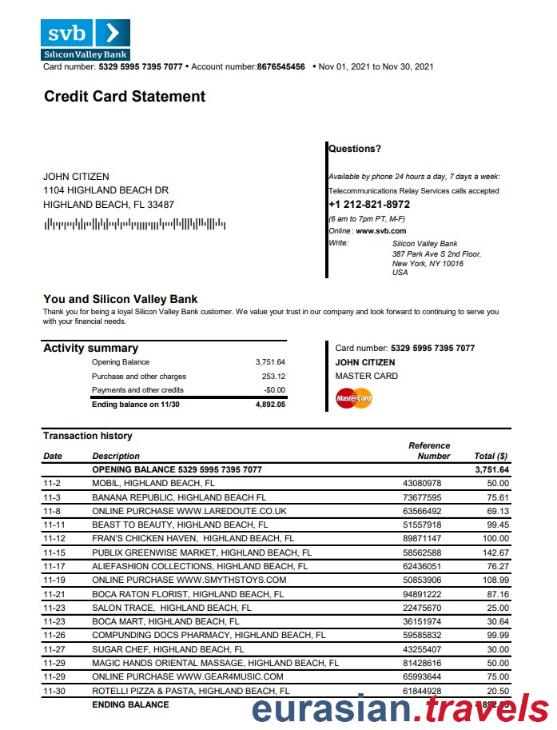 svb
Silicon Valley Bank
Card number: 5329 5995 7395 7077 • Account number:8676545456 • Nov 01, 2021 to Nov 30, 2021
Credit Card Statement
Questions?
Available by phone 24 hours a day, 7 days a week:
Telecommunications Relay Services calls accepted
+1 212-821-8972
(6 am to 7pm PT, M-F)
Online : www.svb.com
Write: Silicon Valley Bank
387 Park Ave S 2nd Floor,
New York, NY 10016
USA
JOHN CITIZEN
1104 HIGHLAND BEACH DR
HIGHLAND BEACH, FL 33487
You and Silicon Valley Bank
Thank you for being a loyal Silicon Valley Bank customer. We value your trust in our company and look forward to continuing to serve you
with your financial needs.
Activity summary
Opening Balance 3,751.64
Purchase and other charges 253.12
Payments and other credits -$0.00
Ending balance on 11/30 4,892.05
Card number: 5329 5995 7395 7077
JOHN CITIZEN
MASTER CARD
MasterCard
Transaction history
Date Description Reference Number Total ($)
OPENING BALANCE 5329 5995 7395 7077 3,751.64
11-2 MOBIL, HIGHLAND BEACH, FL 43080978 50.00
11-3 BANANA REPUBLIC, HIGHLAND BEACH FL 73677595 75.61
11-8 ONLINE PURCHASE WWW.LAREDOUTE.CO.UK 63566492 69.13
11-11 BEAST TO BEAUTY, HIGHLAND BEACH, FL 51557918 99.45
11-12 FRAN'S CHICKEN HAVEN, HIGHLAND BEACH, FL 89871147 100.00
11-15 PUBLIX GREENWISE MARKET, HIGHLAND BEACH, FL 58562588 142.67
11-17 ALIEFASHION COLLECTIONS, HIGHLAND BEACH, FL 62436051 76.27
11-19 ONLINE PURCHASE WWW.SMYTHSTOYS.COM 50853906 108.99
11-21 BOCA RATON FLORIST, HIGHLAND BEACH, FL 94891222 87.16
11-23 SALON TRACE, HIGHLAND BEACH, FL 22475670 25.00
11-23 BOCA MART, HIGHLAND BEACH, FL 36151974 30.64
11-26 COMPUNDING DOCS PHARMACY, HIGHLAND BEACH, FL 59585832 99.99
11-27 SUGAR CHEF, HIGHLAND BEACH, FL 43255407 30.00
11-29 MAGIC HANDS ORIENTAL MASSAGE, HIGHLAND BEACH, FL 81428616 50.00
11-29 ONLINE PURCHASE WWW.GEAR4MUSIC.COM 65993644 75.00
11-30 ROTELLI PIZZA & PASTA, HIGHLAND BEACH, FL 61844928 20.50
ENDING BALANCE
eurasian.travels